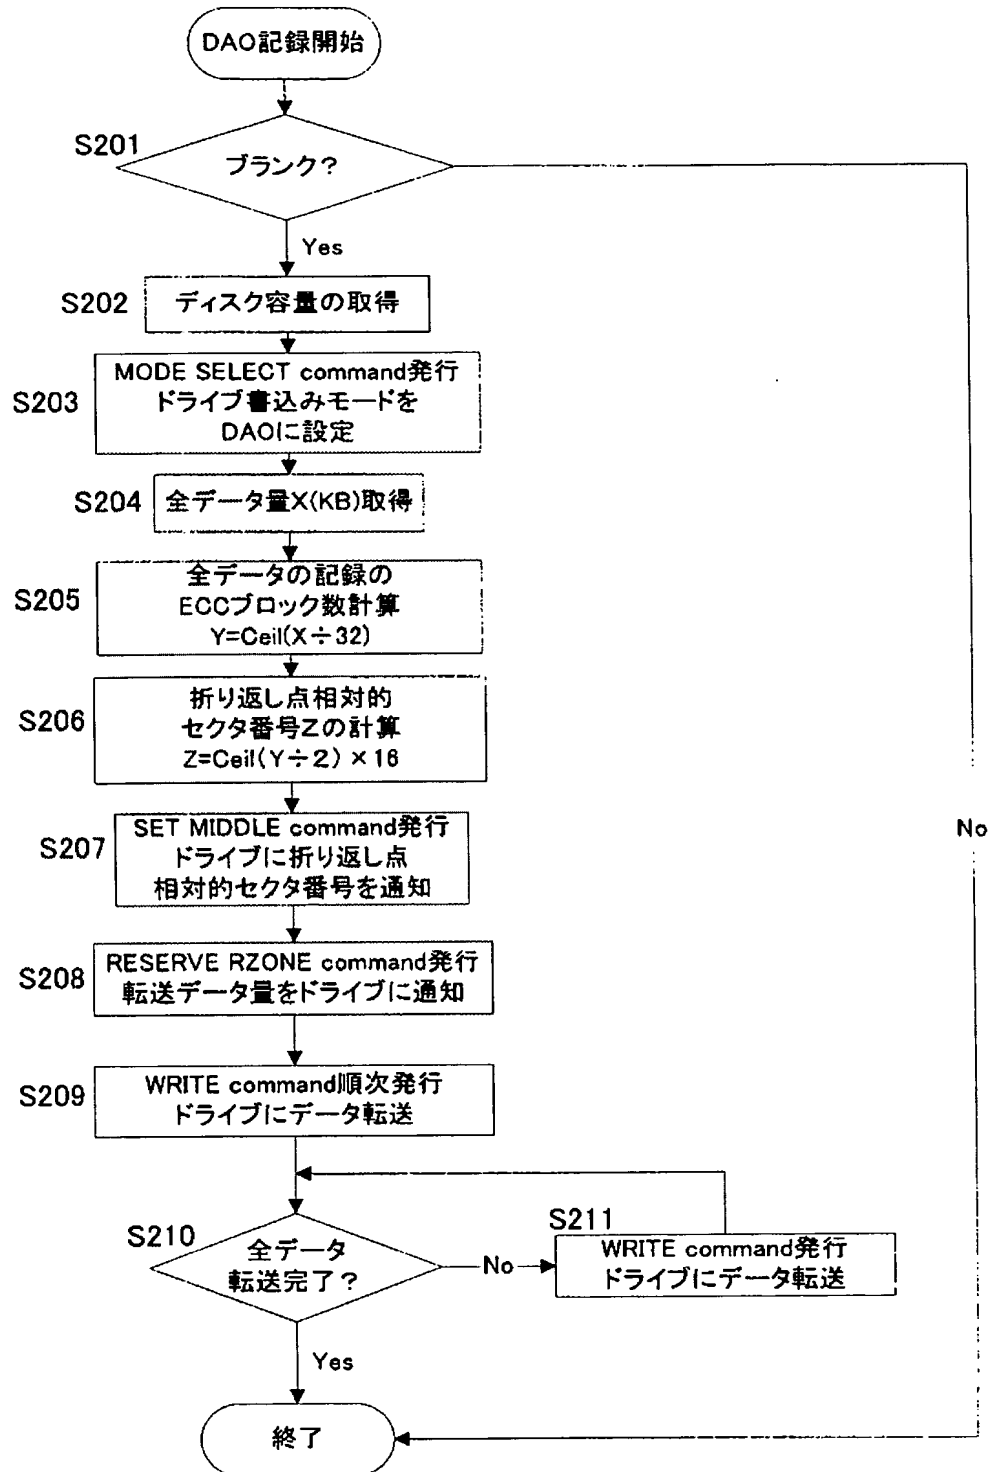 DAO記録開始
S201
ブランク?
Yes
S202
ディスク容量の取得
MODE SELECT command発行
S203
ドライブ書込みモードを
DAOに設定
S204
全データ量X(KB)取得
全データの記録の
S205
ECCブロック数計算
Y=Ceil(X÷32)
折り返し点相対的
S206
セクタ番号Zの計算
Z=Ceil(Y÷2)×16
SET MIDDLE command発行
S207
ドライブに折り返し点
相対的セクタ番号を通知
No
RESERVE RZONE command発行
S208
転送データ量をドライブに通知
WRITE command順次発行
S209
ドライブにデータ転送
S210
全データ
転送完了?
No
S211
WRITE command発行
ドライブにデータ転送
Yes
終了